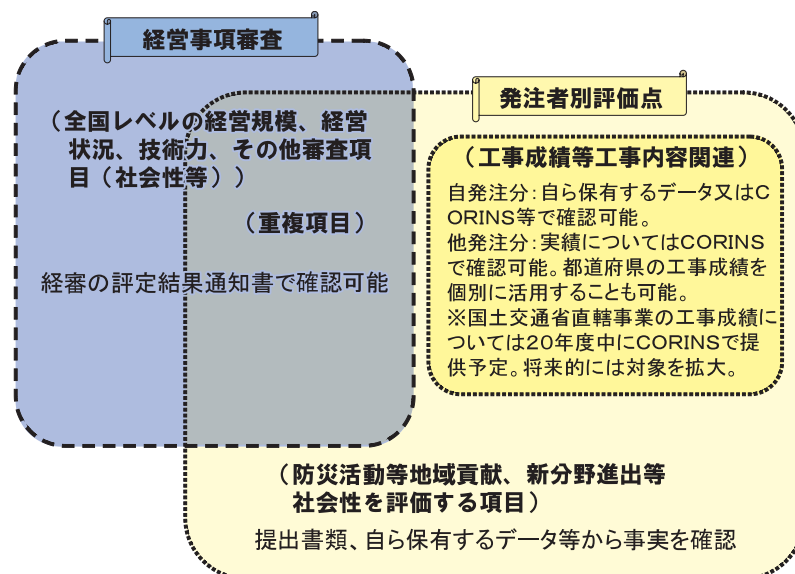 経営事項審査
（全国レベルの経営規模、経営
状況、技術力、その他審査項
目（社会性等））
（重複項目）
経審の評定結果通知書で確認可能
発注者別評価点
（工事成績等工事内容関連）
自発注分：自ら保有するデータ又はC
ORINS等で確認可能。
他発注分：実績についてはCORINS
で確認可能。都道府県の工事成績を
個別に活用することも可能。
※国土交通省直轄事業の工事成績に
ついては20年度中にCORINSで提
供予定。将来的には対象を拡大。
（防災活動等地域貢献、新分野進出等
社会性を評価する項目）
提出書類、自ら保有するデータ等から事実を確認